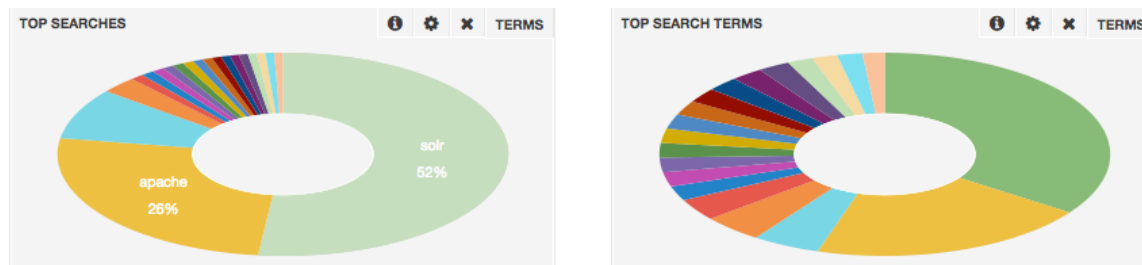 TOP SEARCHES TERMS
solr
52%
apache
26%
TOP SEARCH TERMS TERMS